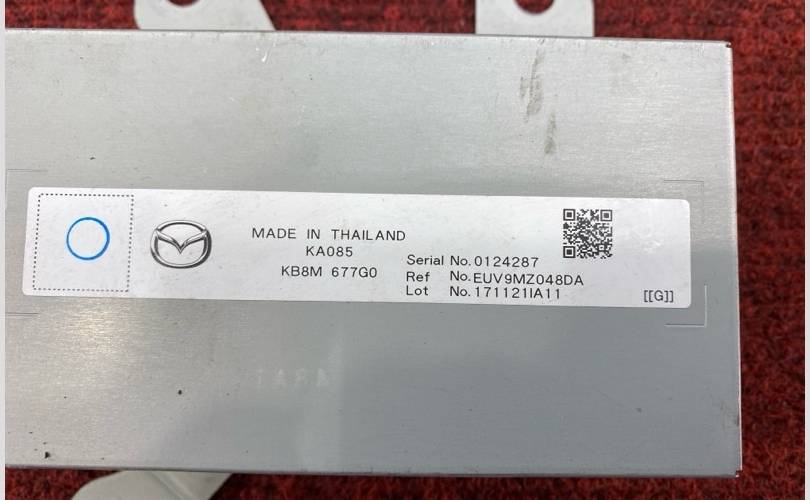 MADE IN THAILAND
KA085
KB8M 677G0
Serial No.0124287
Ref No.EUV9MZ048DA
Lot No.171121IA11
[[G]]